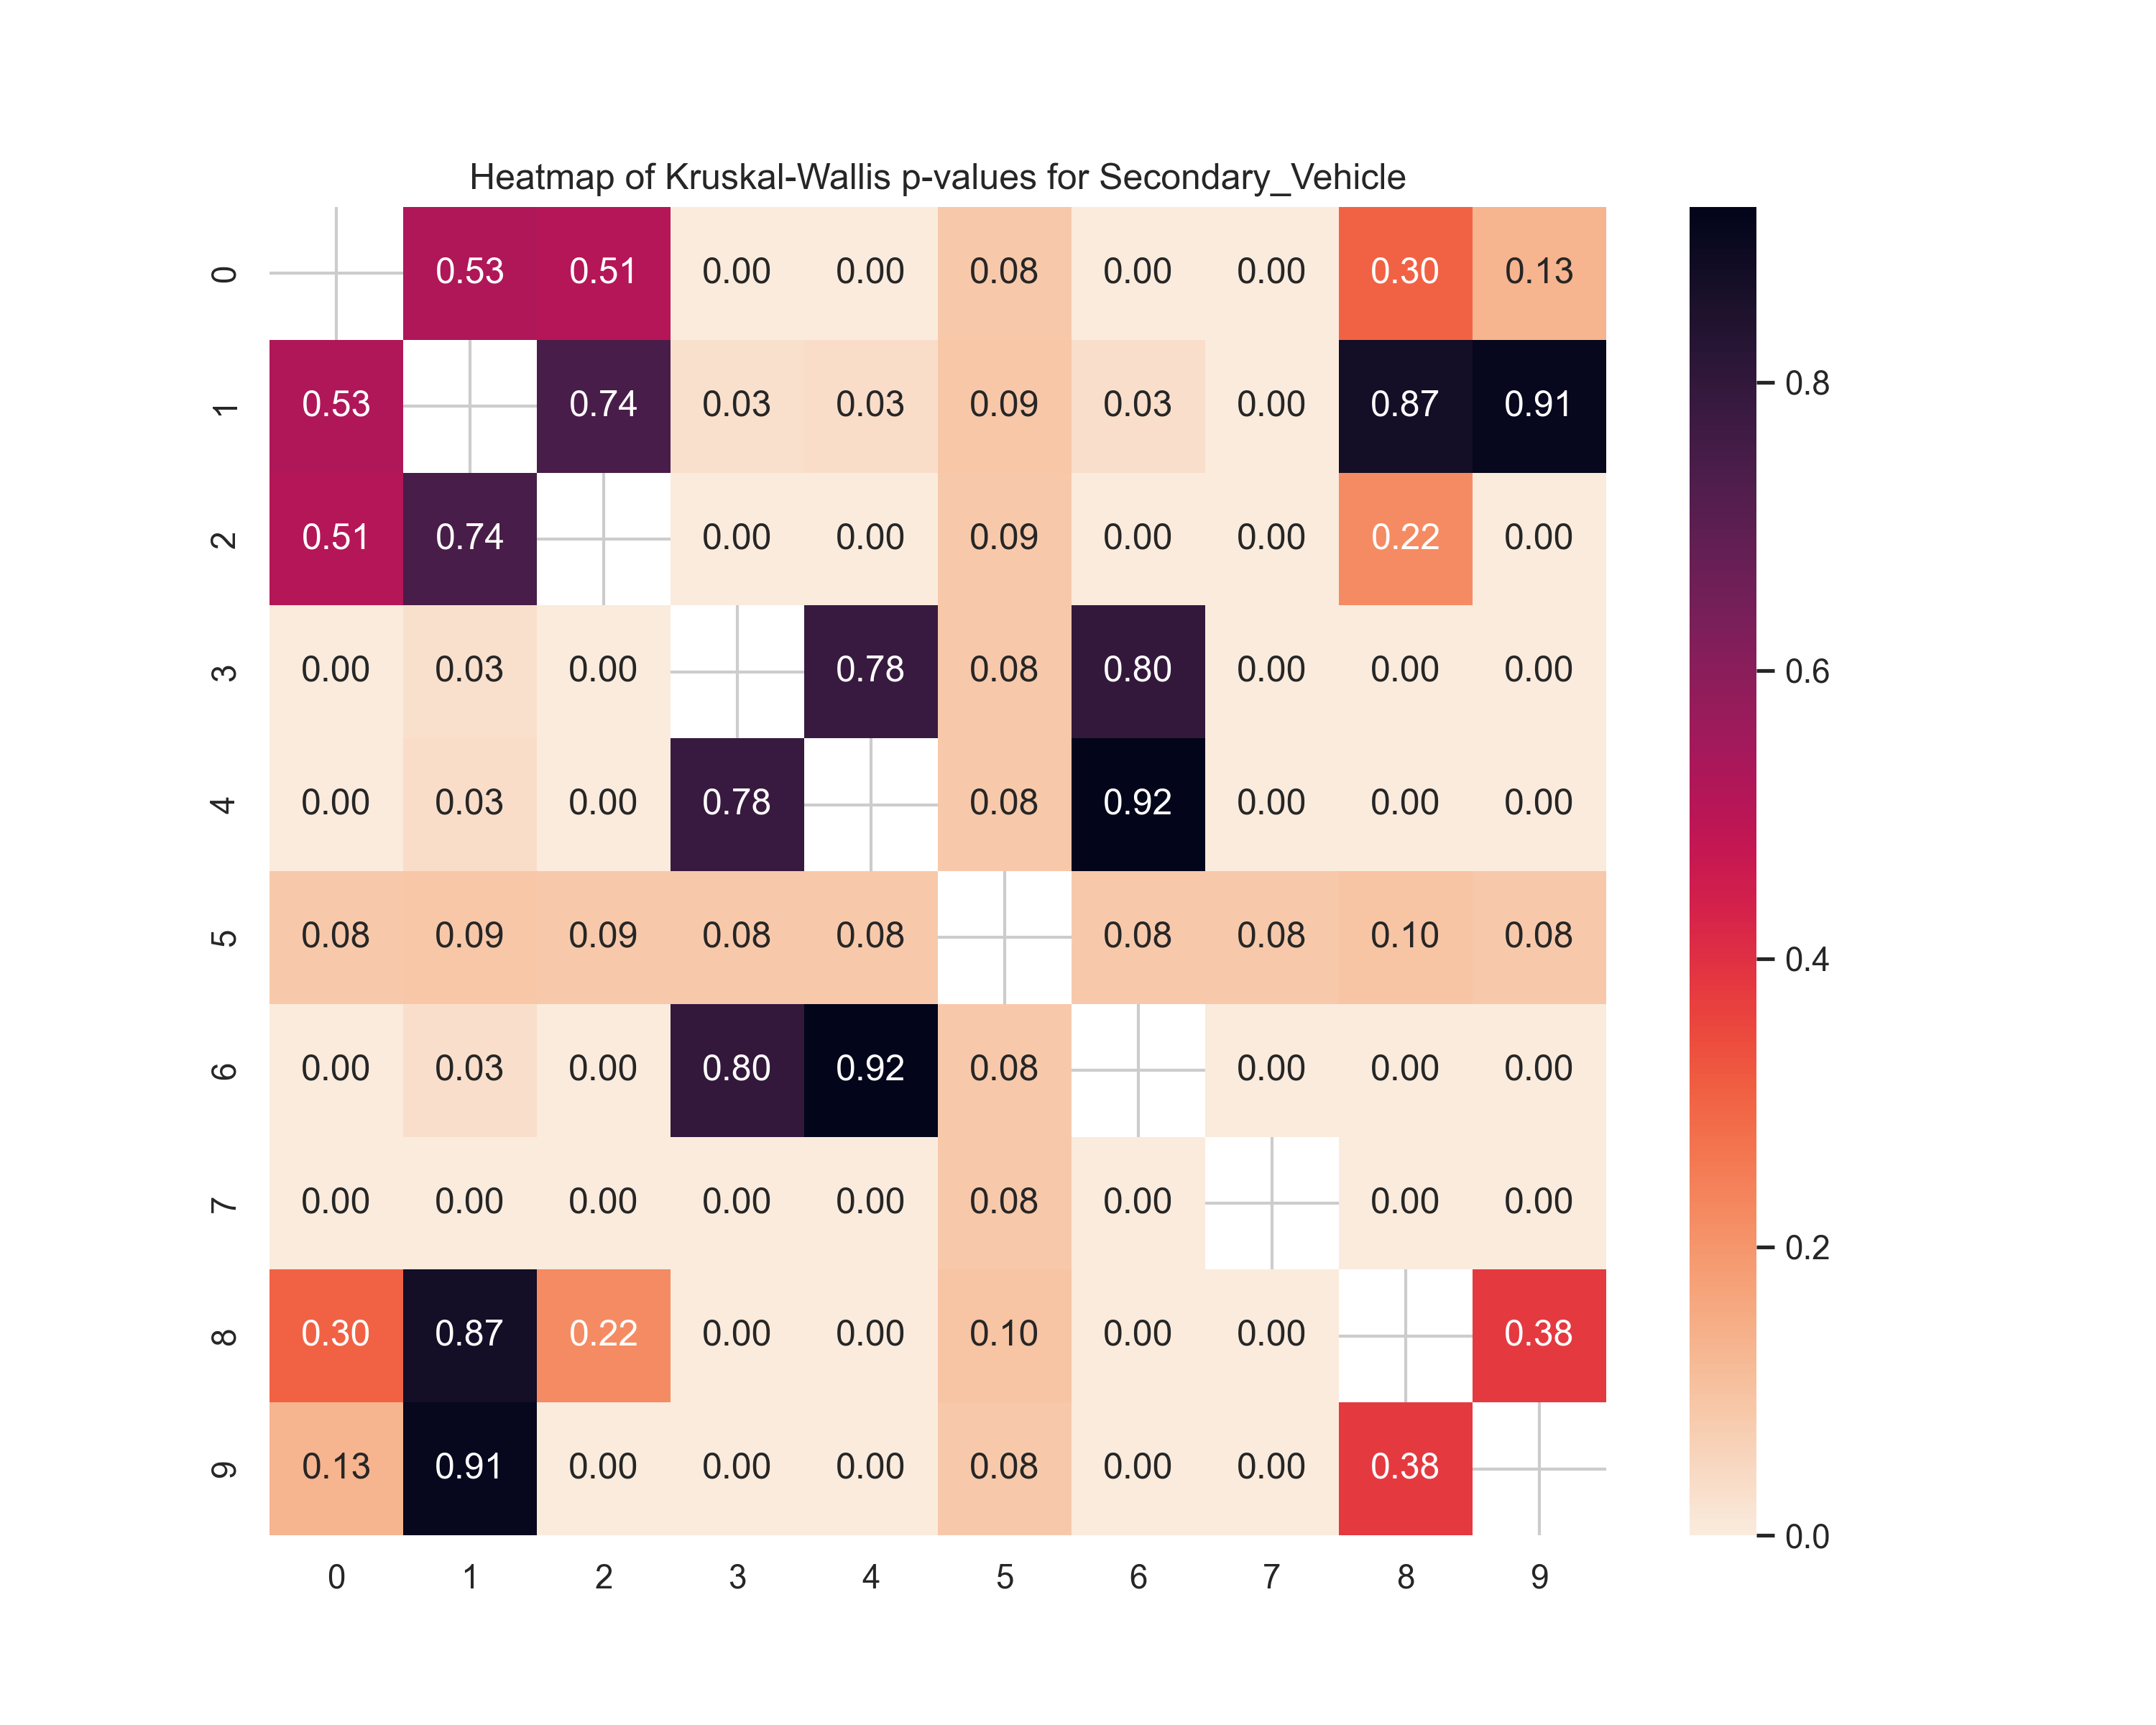 Heatmap of Kruskal-Wallis p-values for Secondary_Vehicle
0 0.53 0.51 0.00 0.00 0.08 0.00 0.00 0.30 0.13
1 0.53 0.74 0.03 0.03 0.09 0.03 0.00 0.87 0.91
2 0.51 0.74 0.00 0.00 0.09 0.00 0.00 0.22 0.00
3 0.00 0.03 0.00 0.78 0.08 0.80 0.00 0.00 0.00
4 0.00 0.03 0.00 0.78 0.08 0.92 0.00 0.00 0.00
5 0.08 0.09 0.09 0.08 0.08 0.08 0.08 0.10 0.08
6 0.00 0.03 0.00 0.80 0.92 0.08 0.00 0.00 0.00
7 0.00 0.00 0.00 0.00 0.00 0.08 0.00 0.00 0.00
8 0.30 0.87 0.22 0.00 0.00 0.10 0.00 0.00 0.38
9 0.13 0.91 0.00 0.00 0.00 0.08 0.00 0.00 0.38
0 1 2 3 4 5 6 7 8 9
0.8
0.6
0.4
0.2
0.0